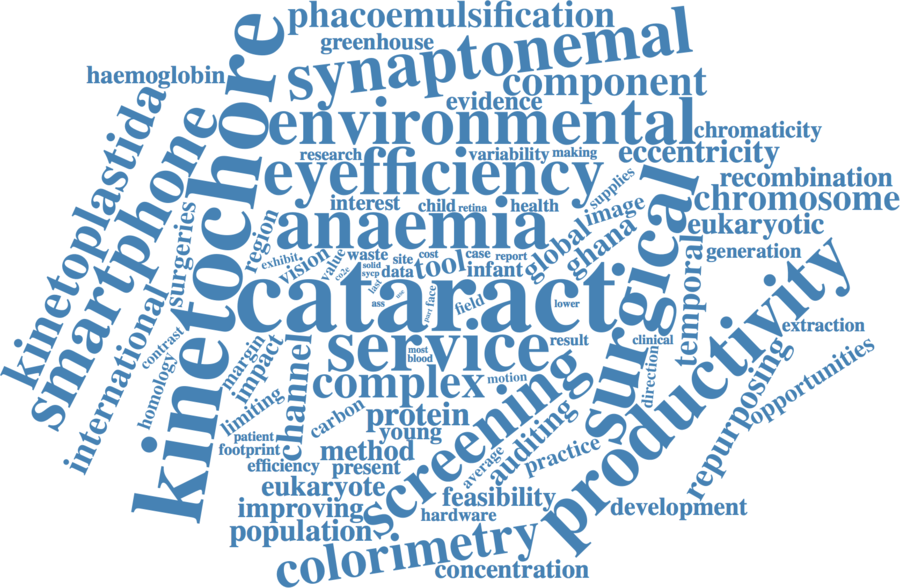 phacoemulsification
greenhouse
synaptonemal
haemoglobin
component
evidence
environmental
chromaticity
research
variability
making
eccentricity
eyefficiency
supplies
recombination
kinetoplastida
smartphone
kinetochore
interest
child
retina
health
image
chromosome
surgeries
region
anaemia
global
ghana
eukaryotic
exhibit
vision
value
waste
site
cost
case
report
generation
solid
co2e
sycp
data
tool
infant
surgical
temporal
last
cataract
ass
part
face
field
lower
productivity
international
contrast
homology
margin
impact
channel
service
most
blood
result
clinical
direction
extraction
complex
motion
repurposing
opportunities
limiting
carbon
protein
young
screening
auditing
patient
footprint
efficiency
method
present
average
practice
eukaryote
improving
feasibility
hardware
development
population
colorimetry
concentration